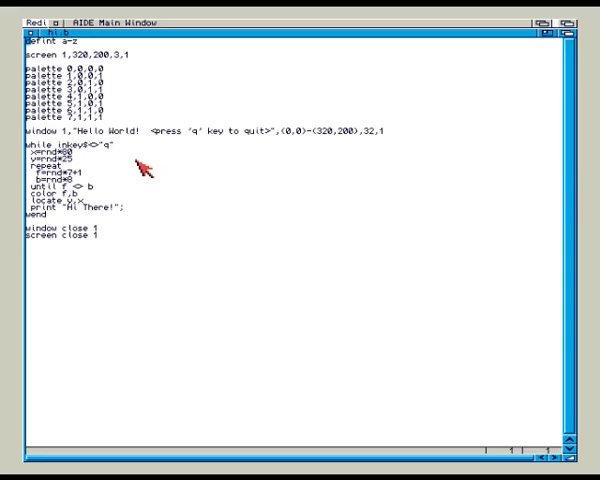 Redi AIDE Main Window
hi.b
defint a-z
screen 1,320,200,3,1
palette 0,0,0,0
palette 1,0,0,1
palette 2,0,1,0
palette 3,0,1,1
palette 4,1,0,0
palette 5,1,0,1
palette 6,1,1,0
palette 7,1,1,1
window 1,"Hello World!  <press 'q' key to quit>",(0,0)-(320,200),32,1
while inkey$<>"q"
x=rnd*80
y=rnd*25
repeat
f=rnd*7+1
b=rnd*8
until f <> b
color f,b
locate y,x
print "Hi There!";
wend
window close 1
screen close 1
1 1